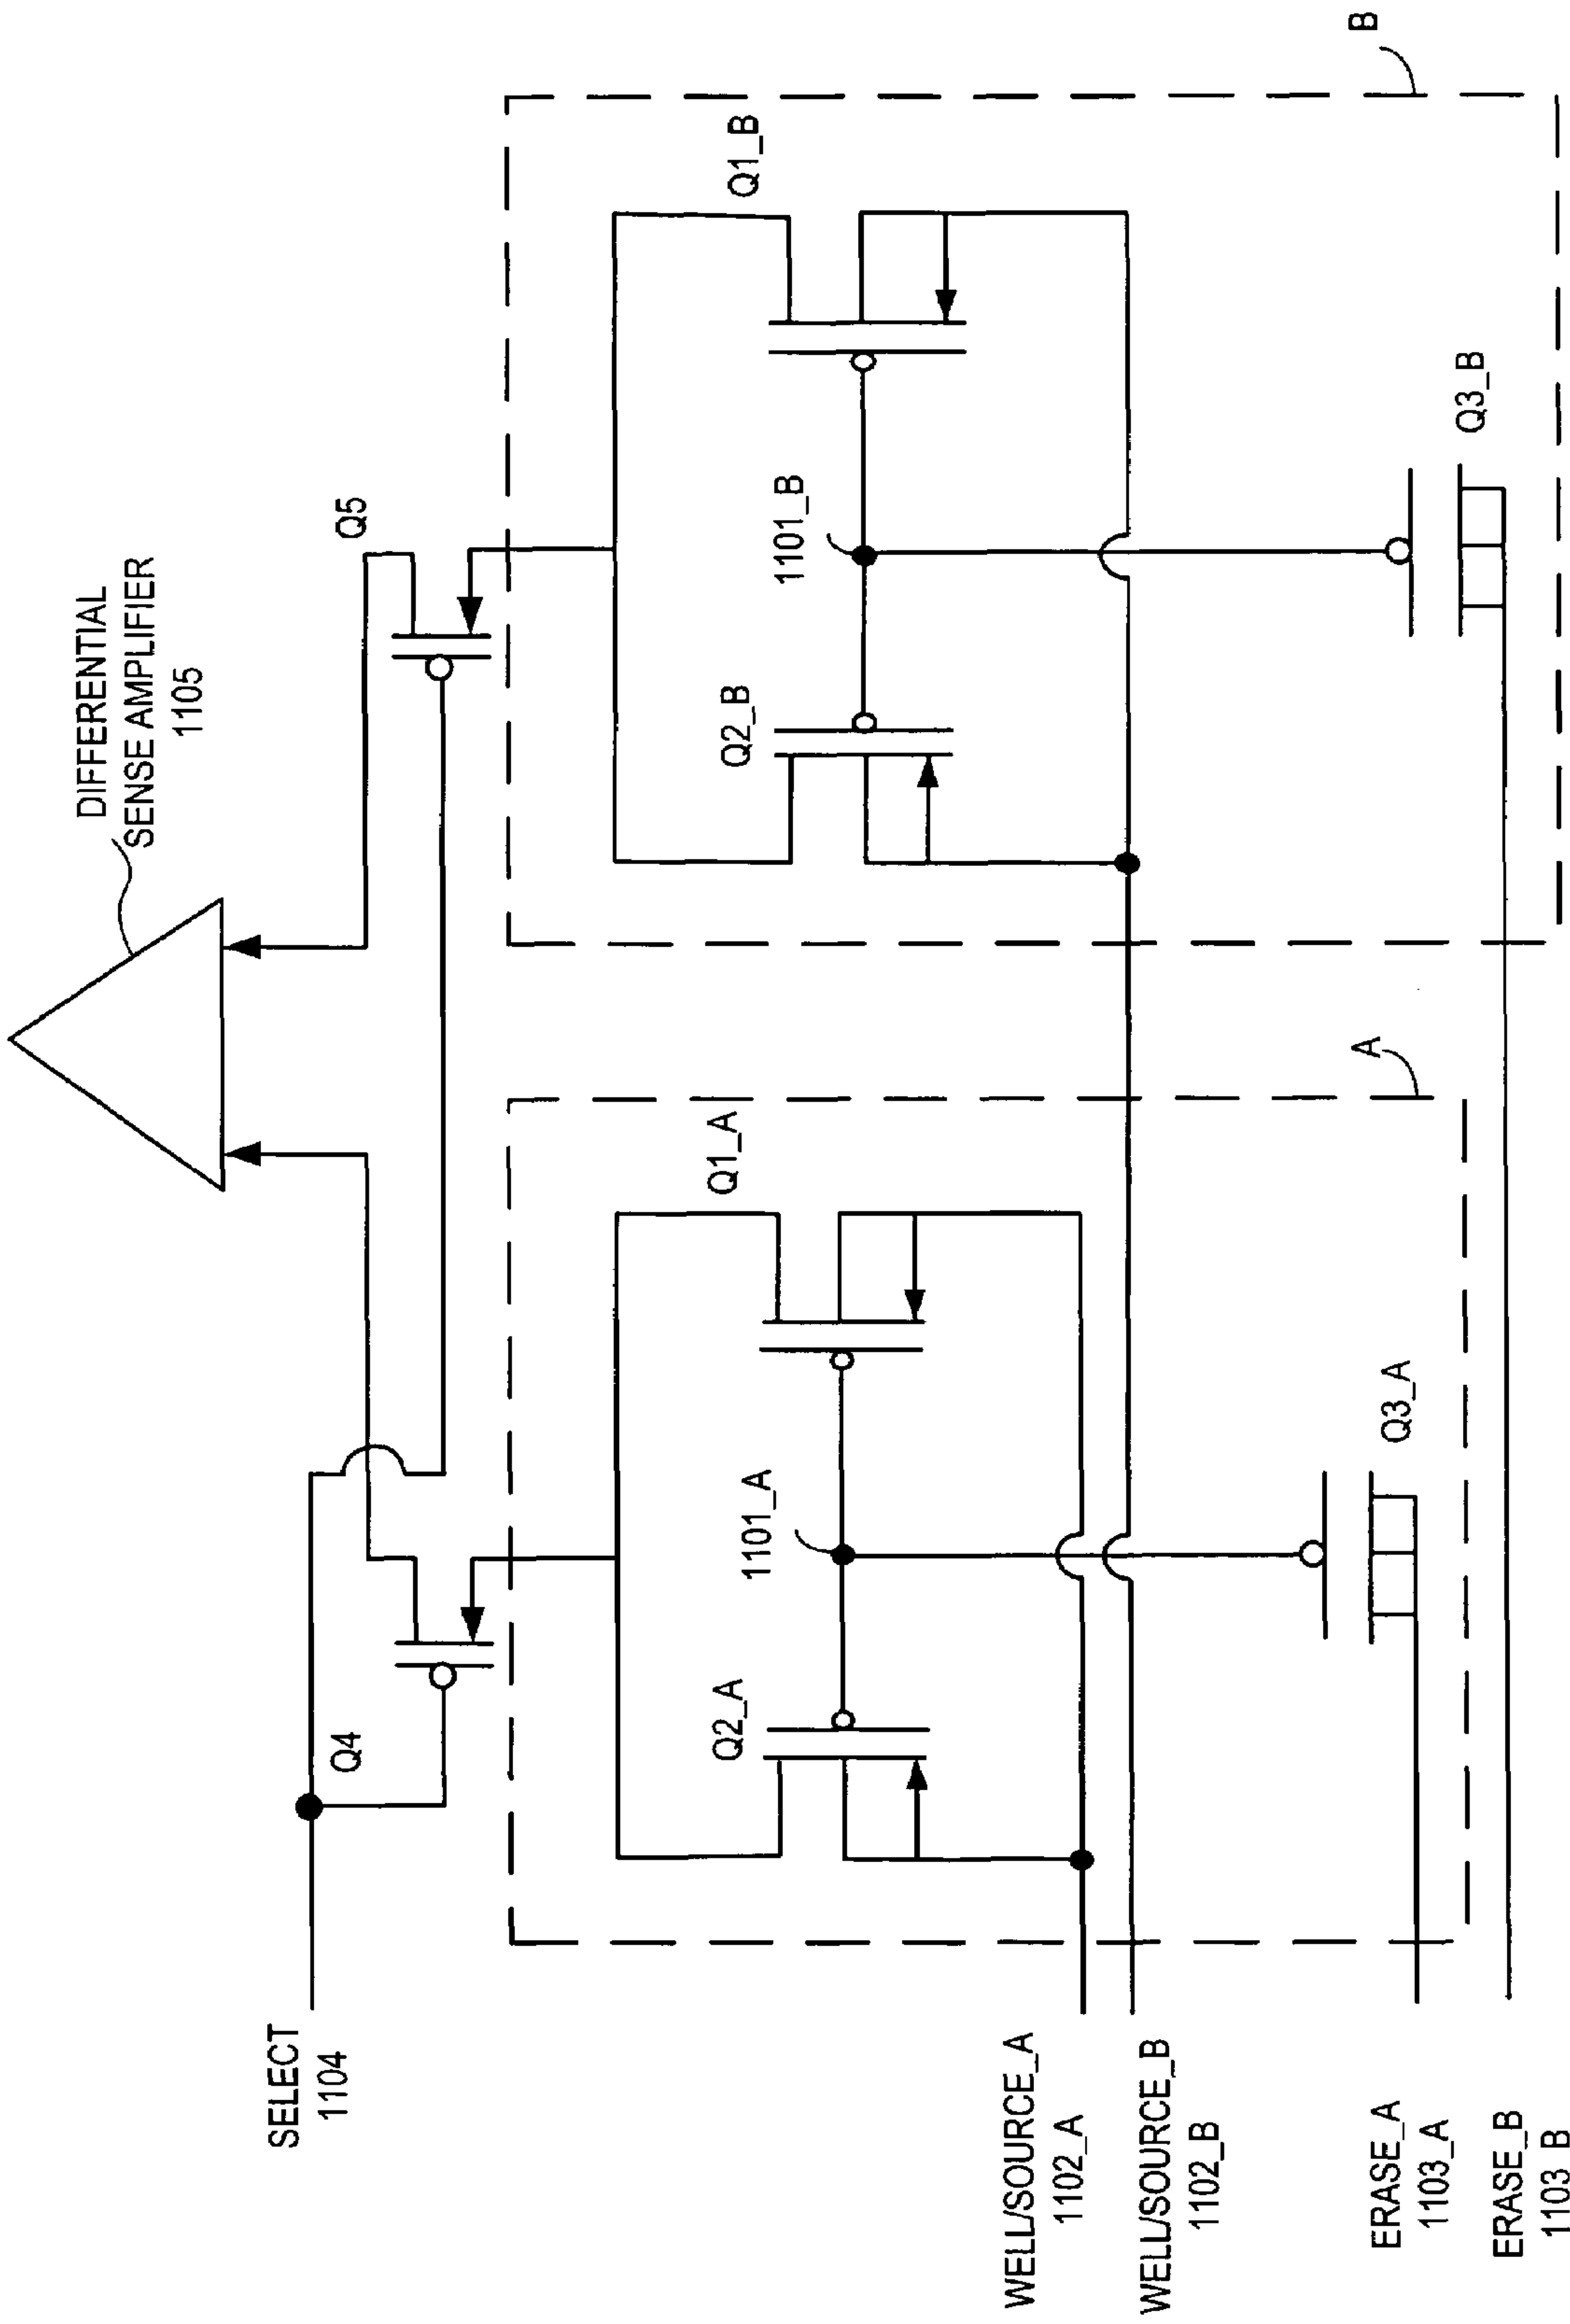 DIFFERENTIAL
SENSE AMPLIFIER
1105
SELECT
1104
Q4
Q5
Q2_A
Q1_A
1101_A
Q2_B
Q1_B
1101_B
Q3_A
A
Q3_B
B
WELL/SOURCE_A
1102_A
WELL/SOURCE_B
1102_B
ERASE_A
1103_A
ERASE_B
1103_B